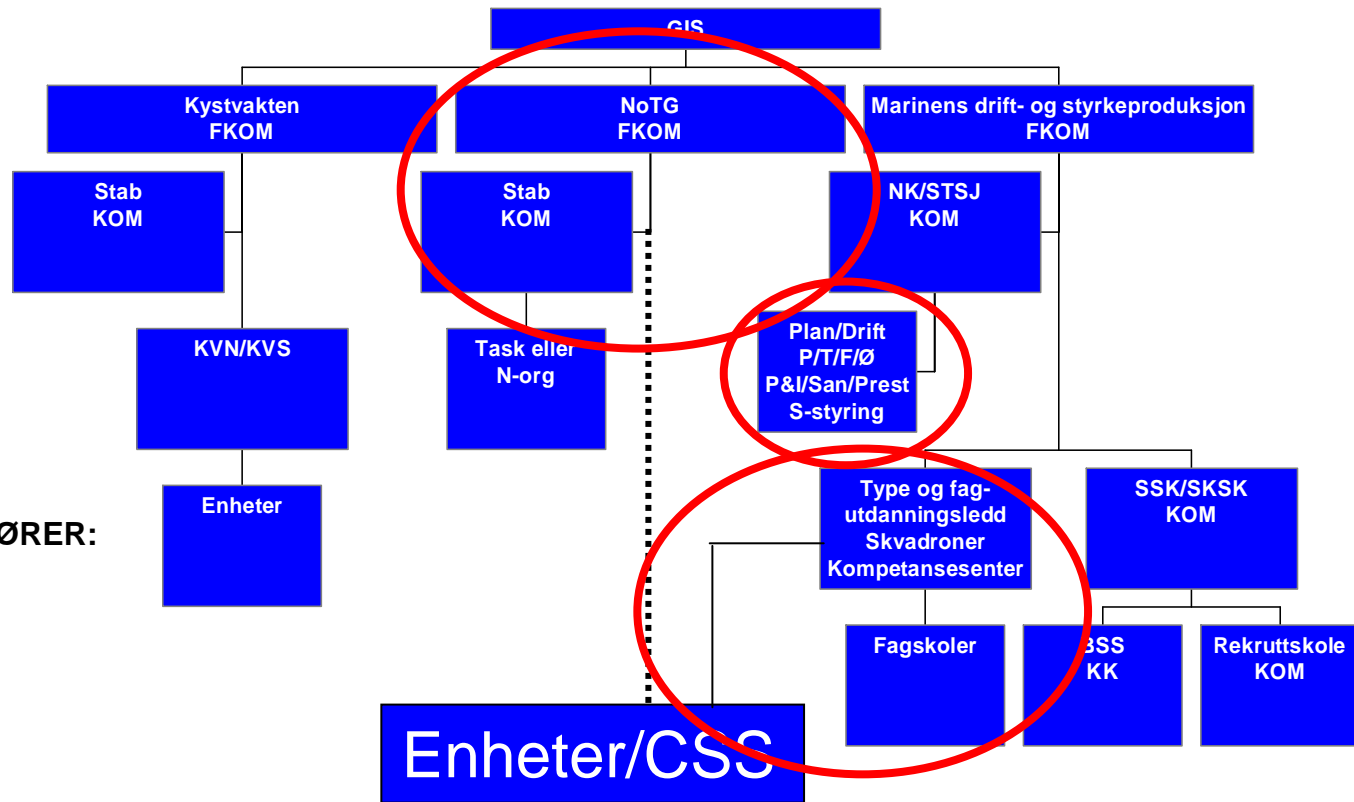 GIS
Kystvakten
FKOM
NoTG
FKOM
Marinens drift- og styrkeproduksjon
FKOM
Stab
KOM
Stab
KOM
NK/STSJ
KOM
KVN/KVS
Task eller
N-org
Plan/Drift
P/T/F/Ø
P&I/San/Prest
S-styring
Enheter
ØRER:
Type og fag-
utdanningsledd
Skvadroner
Kompetansesenter
SSK/SKSK
KOM
Fagskoler
BSS
KK
Rekruttskole
KOM
Enheter/CSS